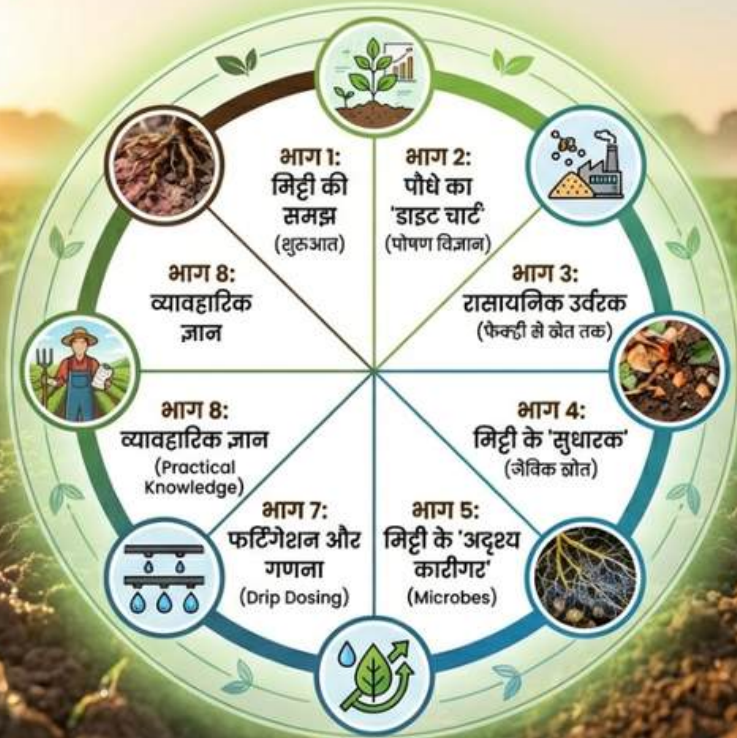 भाग 1:
मिट्टी की
समझ
(शुरुआत)
भाग 2:
पौधे का
'डाइट चार्ट'
(पोषण विज्ञान)
भाग 3:
रासायनिक उर्वरक
(फैक्ट्री से खेत तक)
भाग 4:
मिट्टी के 'सुधारक'
(जैविक स्रोत)
भाग 5:
मिट्टी के 'अदृश्य
कारीगर'
(Microbes)
भाग 7:
फर्टिगेशन और
गणना
(Drip Dosing)
भाग 8:
व्यावहारिक ज्ञान
(Practical
Knowledge)
भाग 8:
व्यावहारिक
ज्ञान